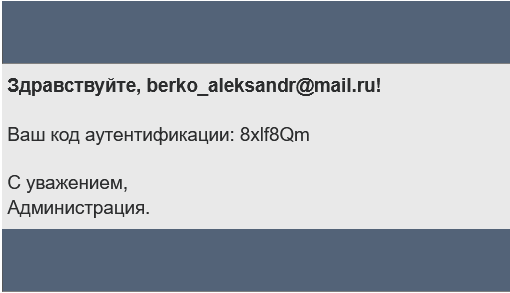 Здравствуйте, berko_aleksandr@mail.ru!
Ваш код аутентификации: 8xlf8Qm
С уважением,
Администрация.